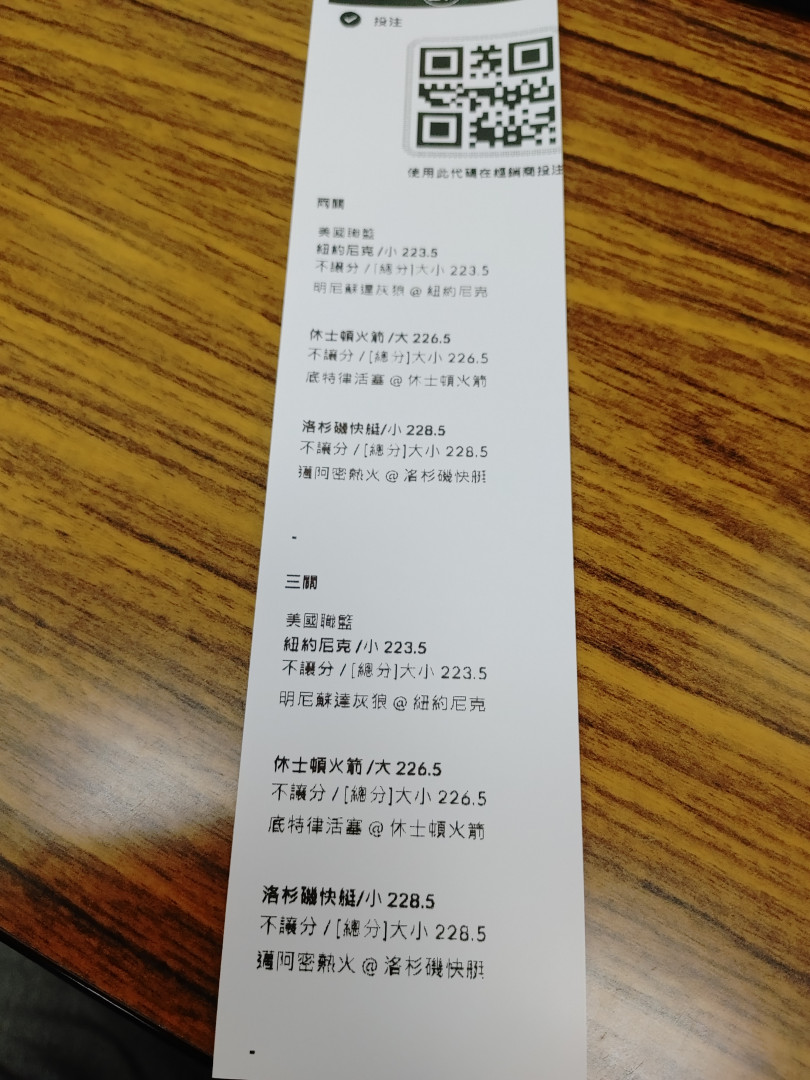 投注
使用此代碼在經銷商投注
兩關
美國職籃
紐約尼克/小 223.5
不讓分/[總分]大小 223.5
明尼蘇達灰狼 @ 紐約尼克
休士頓火箭/大 226.5
不讓分/[總分]大小 226.5
底特律活塞 @ 休士頓火箭
洛杉磯快艇/小 228.5
不讓分/[總分]大小 228.5
邁阿密熱火 @ 洛杉磯快艇
-
三關
美國職籃
紐約尼克/小 223.5
不讓分/[總分]大小 223.5
明尼蘇達灰狼 @ 紐約尼克
休士頓火箭/大 226.5
不讓分/[總分]大小 226.5
底特律活塞 @ 休士頓火箭
洛杉磯快艇/小 228.5
不讓分/[總分]大小 228.5
邁阿密熱火 @ 洛杉磯快艇
-